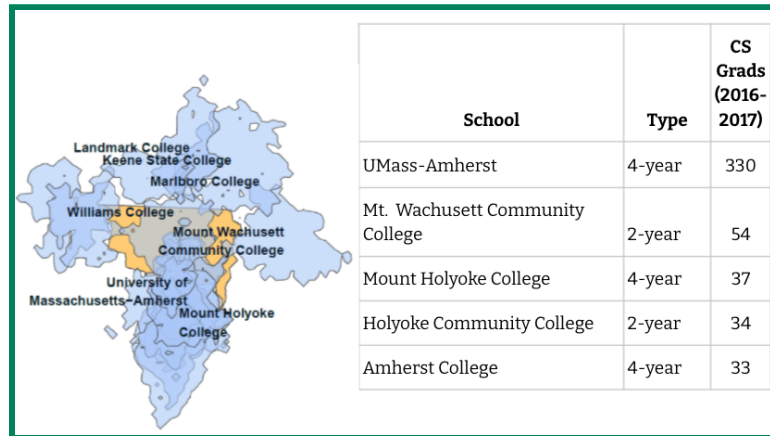 Landmark College
Keene State College
Marlboro College
Williams College
Mount Wachusett
Community College
University of
Massachusetts-Amherst
Mount Holyoke
College
School Type CS Grads (2016-2017)
UMass-Amherst 4-year 330
Mt. Wachusett Community
College 2-year 54
Mount Holyoke College 4-year 37
Holyoke Community College 2-year 34
Amherst College 4-year 33